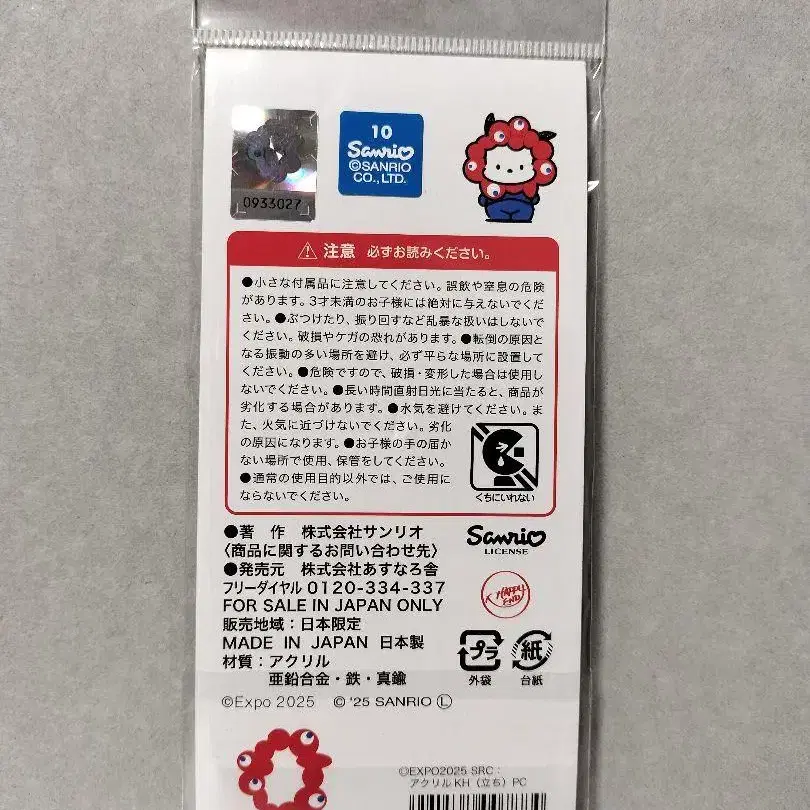 0933027
10
Sanrio
©SANRIO
CO., LTD.
⚠ 注意 必ずお読みください。
●小さな付属品に注意してください。誤飲や窒息の危険
があります。3才未満のお子様には絶対に与えないでくだ
さい。●ぶつけたり、振り回すなど乱暴な扱いはしないで
ください。破損やケガの恐れがあります。●転倒の原因と
なる振動の多い場所を避け、必ず平らな場所に設置して
ください。●危険ですので、破損・変形した場合は使用し
ないでください。●長い時間直射日光に当たると、商品が
劣化する場合があります。●水気を避けてください。ま
た、火気に近づけないでください。劣化
の原因になります。●お子様の手の届か
ない場所で使用、保管をしてください。
●通常の使用目的以外では、ご使用に
ならないでください。
くちにいれない
●著 作 株式会社サンリオ
〈商品に関するお問い合わせ先〉
●発売元 株式会社あすなろ舎
フリーダイヤル 0120-334-337
FOR SALE IN JAPAN ONLY
販売地域：日本限定
MADE IN JAPAN 日本製
材質：アクリル
亜鉛合金・鉄・真鍮
©Expo 2025 © '25 SANRIO Ⓛ
Sanrio
LICENSE
HAPPY
END
プラ
外袋
紙
台紙
©EXPO2025 SRC：
アクリルKH（立ち）PC